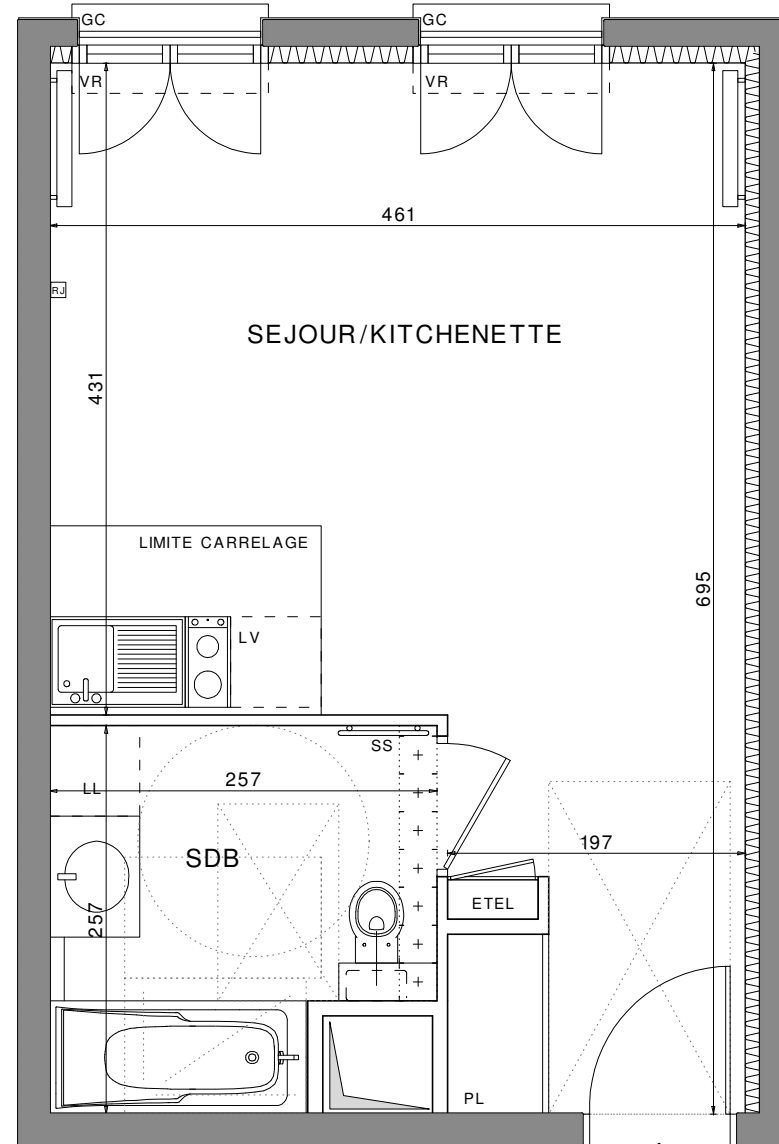 GC
GC
VR
VR
461
RJ
SEJOUR/KITCHENETTE
431
LIMITE CARRELAGE
695
LV
SS
LL
257
197
SDB
ETEL
257
PL